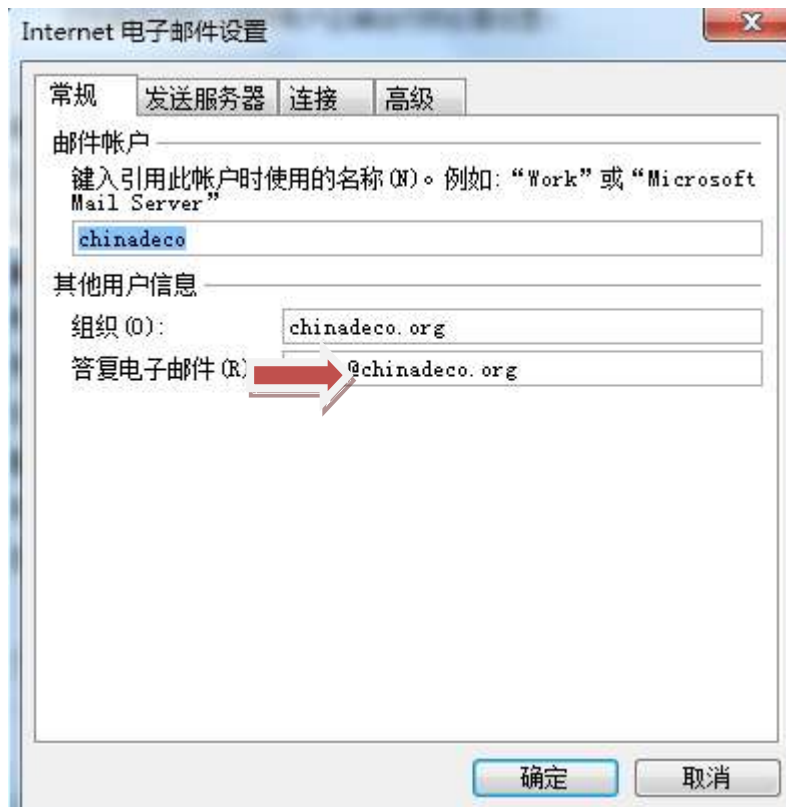 Internet 电子邮件设置
常规 发送服务器 连接 高级
邮件帐户
键入引用此帐户时使用的名称(N)。例如:“Work”或“Microsoft
Mail Server”
chinadeco
其他用户信息
组织(O): chinadeco.org
答复电子邮件(R) @chinadeco.org
确定 取消